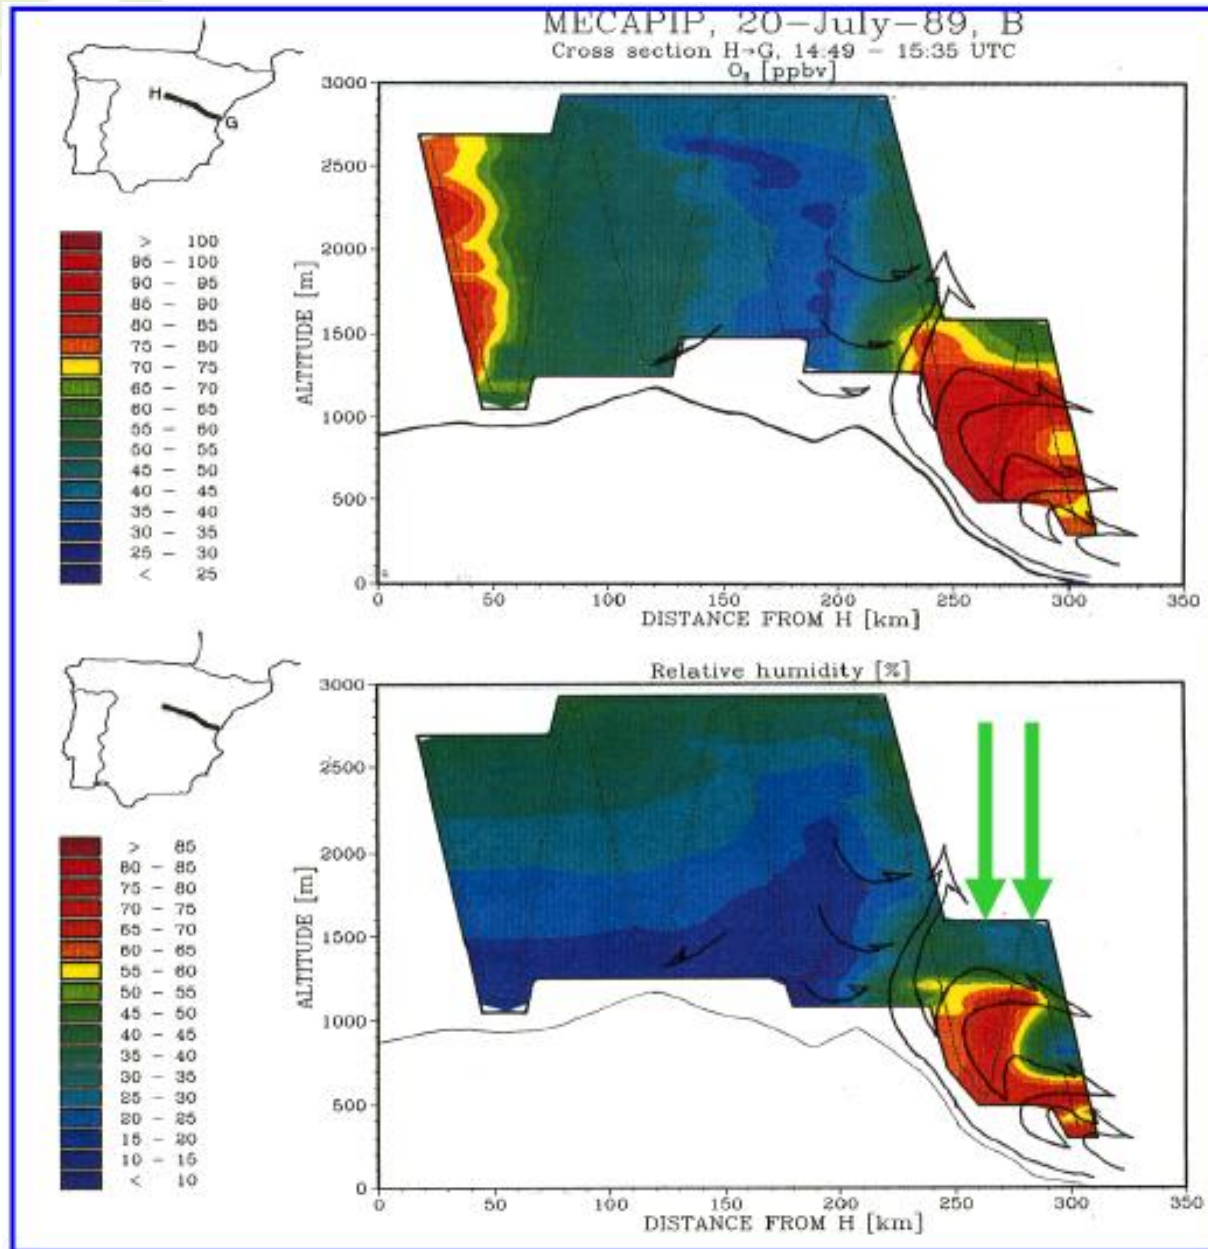 MECAPIP, 20-July-89, B
Cross section H→G, 14:49 - 15:35 UTC
O₃ [ppbv]
H
G
> 100
95 - 100
90 - 95
85 - 90
80 - 85
75 - 80
70 - 75
65 - 70
60 - 65
55 - 60
50 - 55
45 - 50
40 - 45
35 - 40
30 - 35
25 - 30
< 25
ALTITUDE [m]
3000
2500
2000
1500
1000
500
0
0 50 100 150 200 250 300 350
DISTANCE FROM H [km]
Relative humidity [%]
> 85
80 - 85
75 - 80
70 - 75
65 - 70
60 - 65
55 - 60
50 - 55
45 - 50
40 - 45
35 - 40
30 - 35
25 - 30
20 - 25
15 - 20
10 - 15
< 10
ALTITUDE [m]
3000
2500
2000
1500
1000
500
0
0 50 100 150 200 250 300 350
DISTANCE FROM H [km]